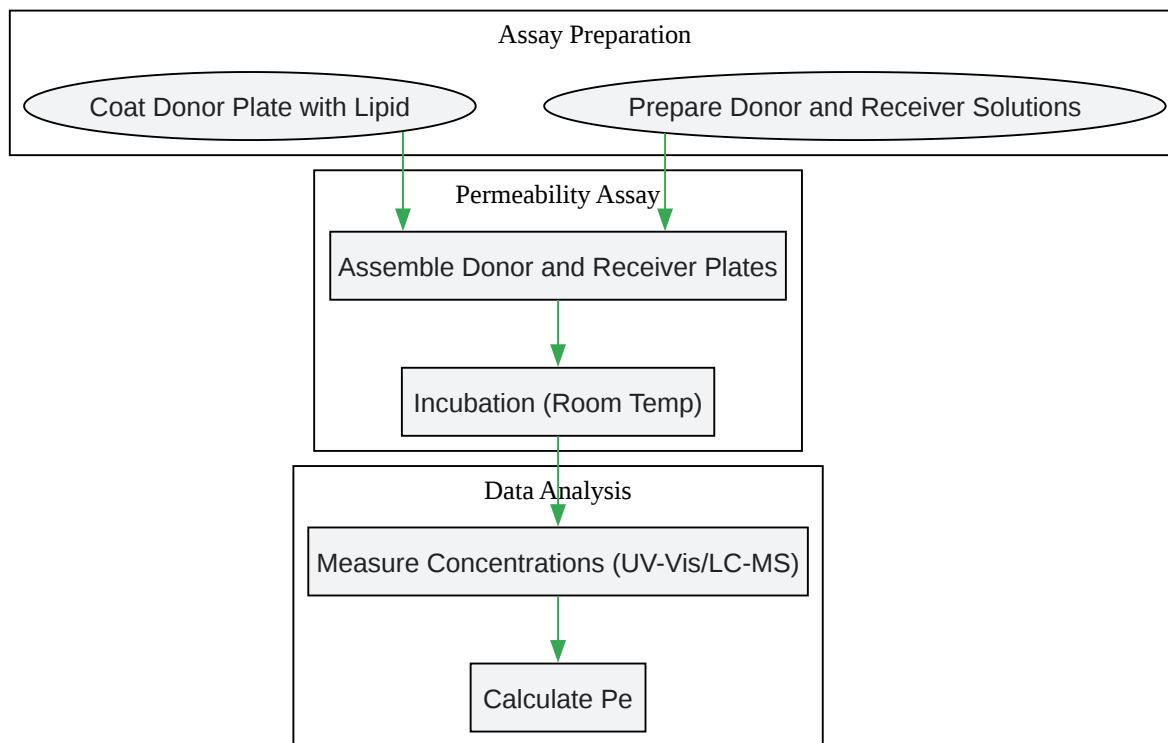 Assay Preparation
Coat Donor Plate with Lipid
Prepare Donor and Receiver Solutions
Permeability Assay
Assemble Donor and Receiver Plates
Incubation (Room Temp)
Data Analysis
Measure Concentrations (UV-Vis/LC-MS)
Calculate Pe